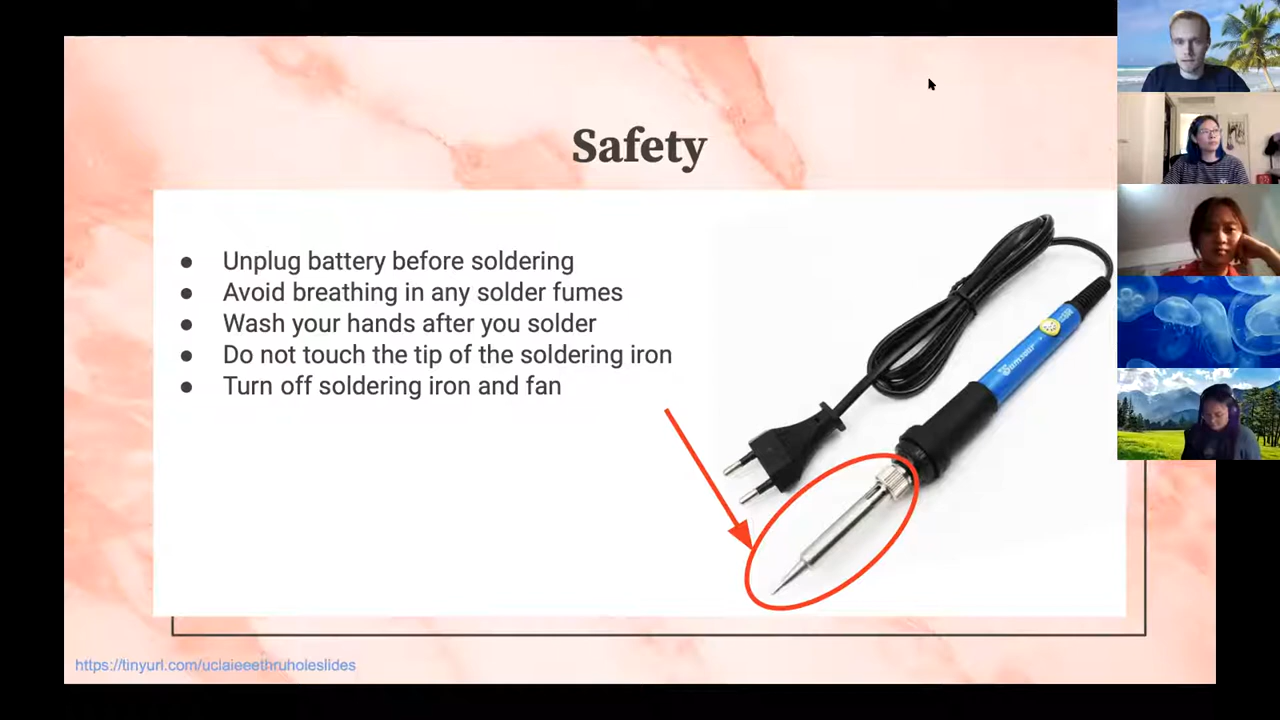 Safety
● Unplug battery before soldering
● Avoid breathing in any solder fumes
● Wash your hands after you solder
● Do not touch the tip of the soldering iron
● Turn off soldering iron and fan
https://tinyurl.com/uclaieeethruholeslides